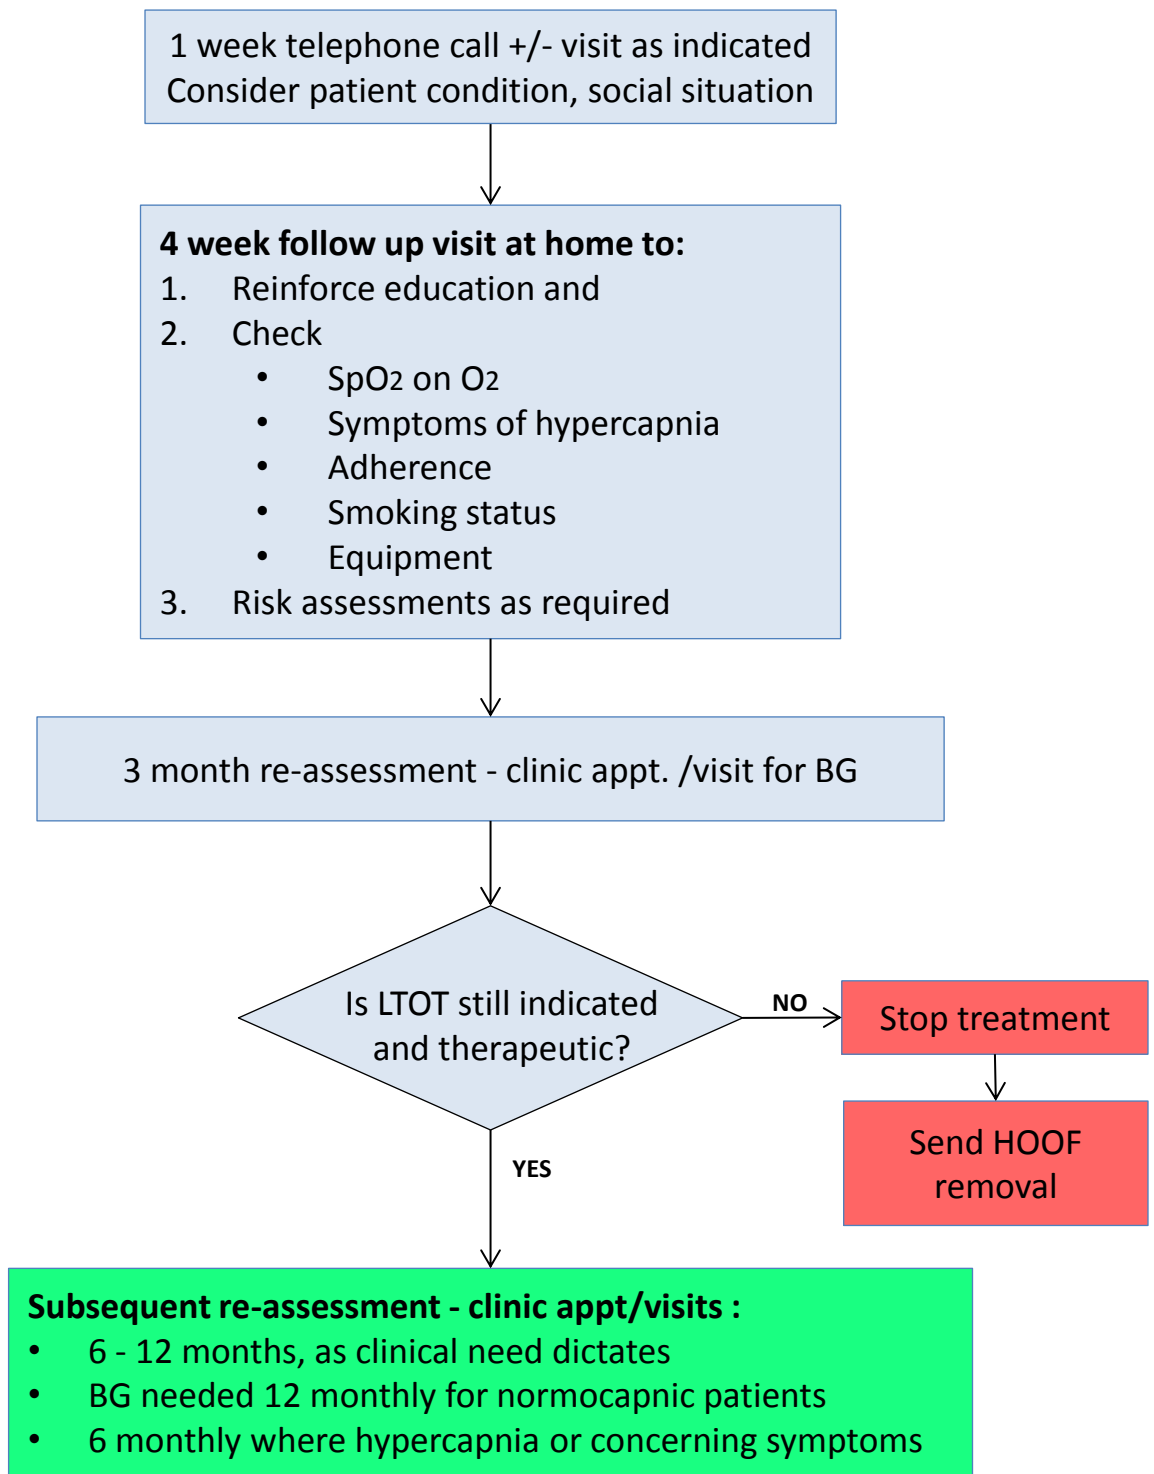 1 week telephone call +/- visit as indicated
Consider patient condition, social situation
4 week follow up visit at home to:
1. Reinforce education and
2. Check
• SpO2 on O2
• Symptoms of hypercapnia
• Adherence
• Smoking status
• Equipment
3. Risk assessments as required
3 month re-assessment - clinic appt. /visit for BG
Is LTOT still indicated
and therapeutic?
NO
Stop treatment
Send HOOF
removal
YES
Subsequent re-assessment - clinic appt/visits :
• 6 - 12 months, as clinical need dictates
• BG needed 12 monthly for normocapnic patients
• 6 monthly where hypercapnia or concerning symptoms